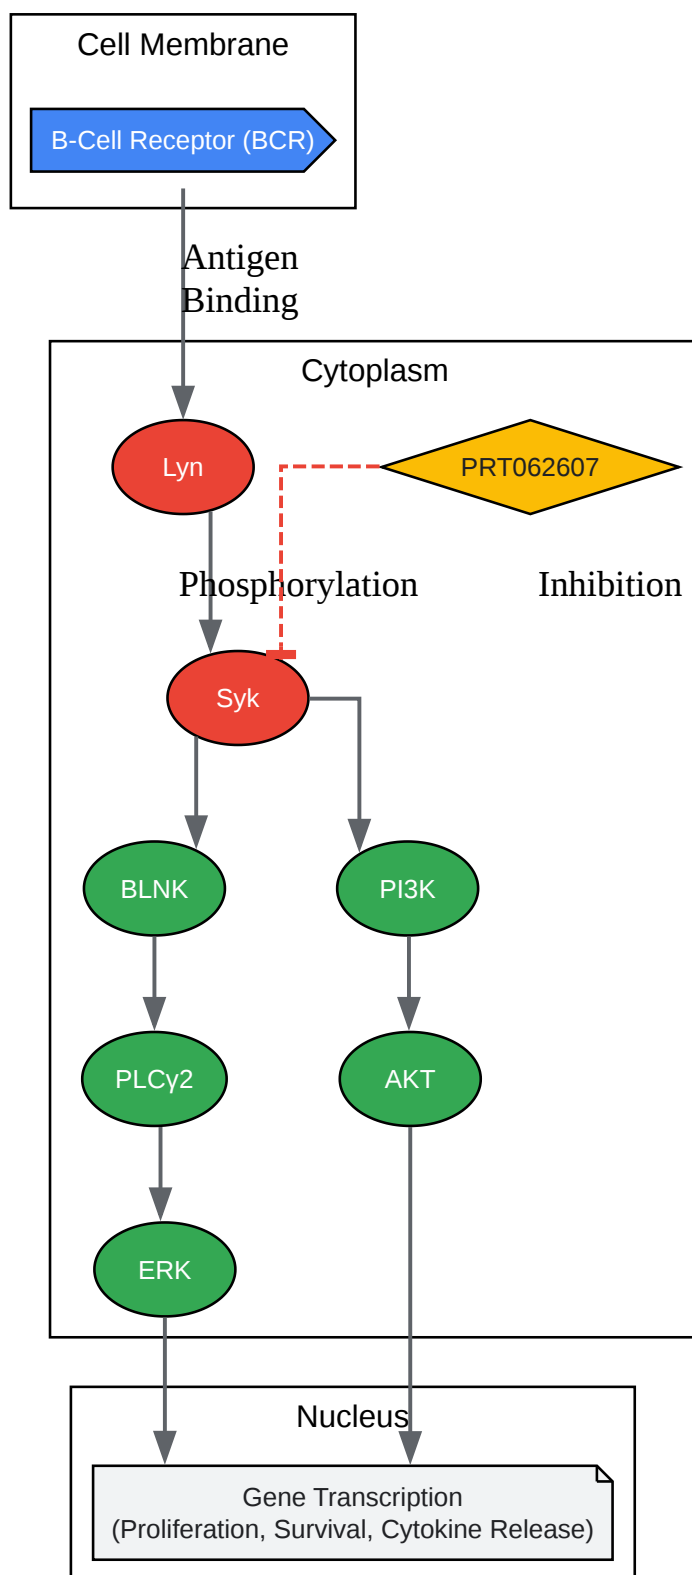 Cell Membrane
B-Cell Receptor (BCR)
Antigen
Binding
Cytoplasm
Lyn
PRT062607
Phosphorylation
Inhibition
Syk
BLNK
PI3K
PLCγ2
AKT
ERK
Nucleus
Gene Transcription
(Proliferation, Survival, Cytokine Release)